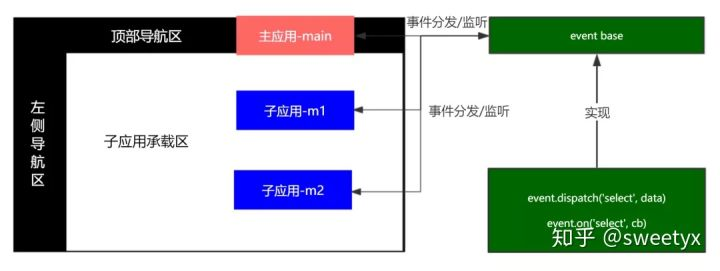 顶部导航区
主应用-main
事件分发/监听
event base
左侧导航区
子应用承载区
子应用-m1
事件分发/监听
实现
子应用-m2
event.dispatch('select', data)
event.on('select', cb)
知乎 @sweetyx